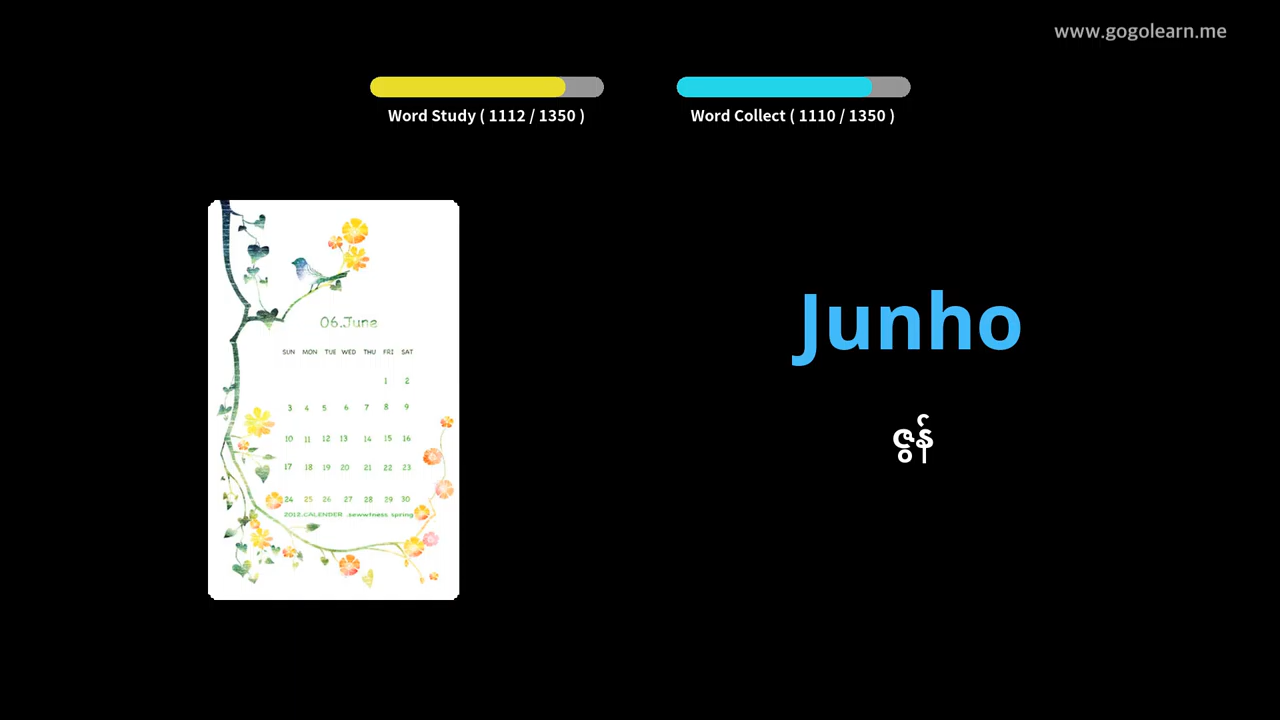 www.gogolearn.me
Word Study ( 1112 / 1350 )
Word Collect ( 1110 / 1350 )
06.June
SUN MON TUE WED THU FRI SAT
1 2
3 4 5 6 7 8 9
10 11 12 13 14 15 16
17 18 19 20 21 22 23
24 25 26 27 28 29 30
2012.CALENDER .sewwtness spring
Junho
ဇွန်